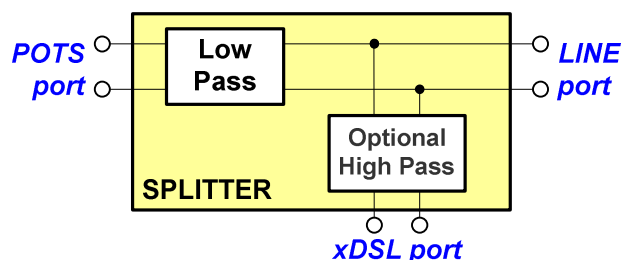 POTS
port
Low
Pass
LINE
port
Optional
High Pass
SPLITTER
xDSL port